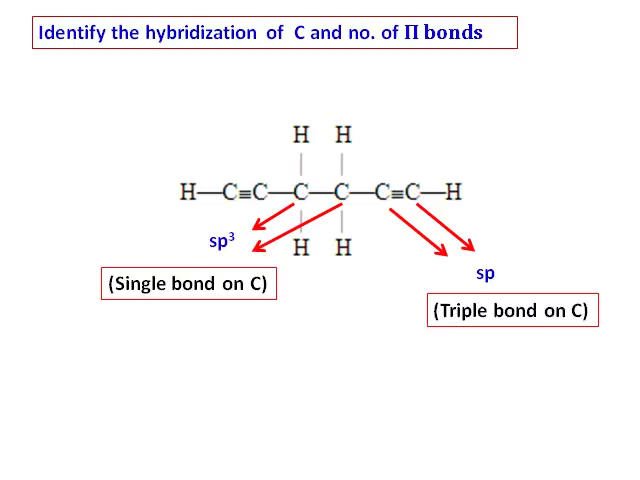 Identify the hybridization of C and no. of Π bonds
H H
H—C≡C—C—C—C≡C—H
H H
sp³
sp
(Single bond on C)
(Triple bond on C)